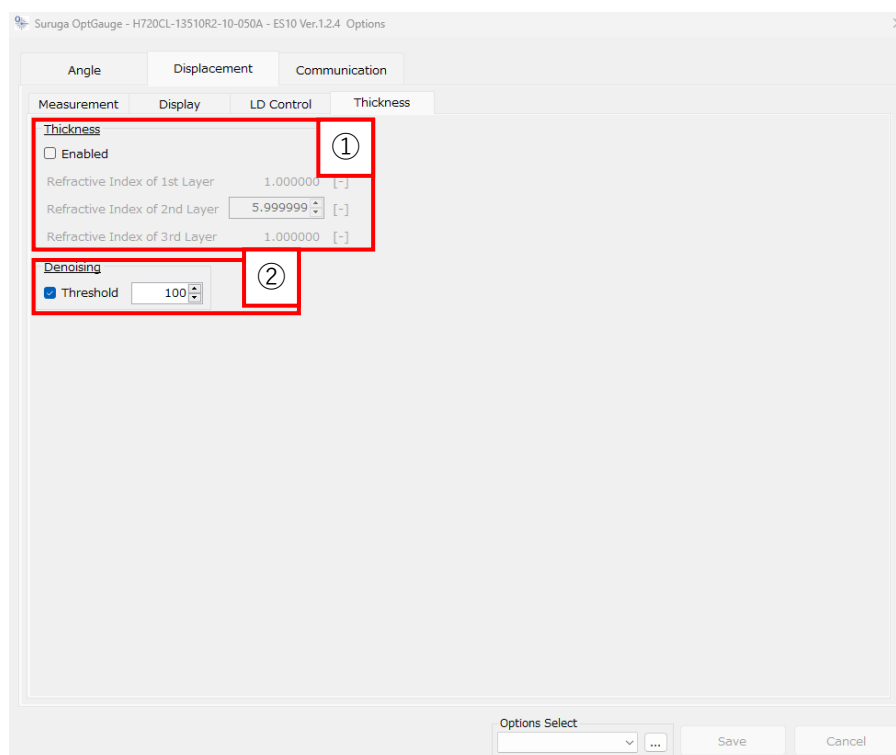 Suruga OptGauge - H720CL-13510R2-10-050A - ES10 Ver.1.2.4 Options
Angle Displacement Communication
Measurement Display LD Control Thickness
Thickness
①
Enabled
Refractive Index of 1st Layer 1.000000 [-]
Refractive Index of 2nd Layer 5.999999 [-]
Refractive Index of 3rd Layer 1.000000 [-]
Denoising
②
Threshold 100
Options Select
... Save Cancel